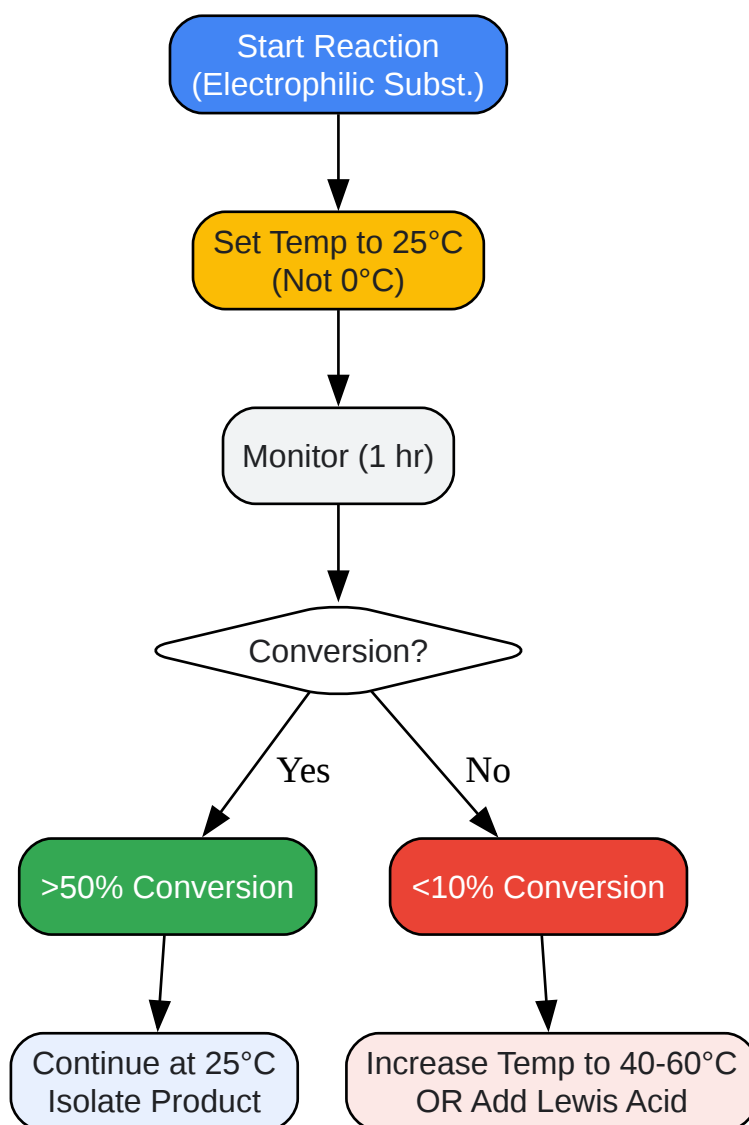 Start Reaction
(Electrophilic Subst.)
Set Temp to 25°C
(Not 0°C)
Monitor (1 hr)
Conversion?
Yes
No
>50% Conversion
<10% Conversion
Continue at 25°C
Isolate Product
Increase Temp to 40-60°C
OR Add Lewis Acid